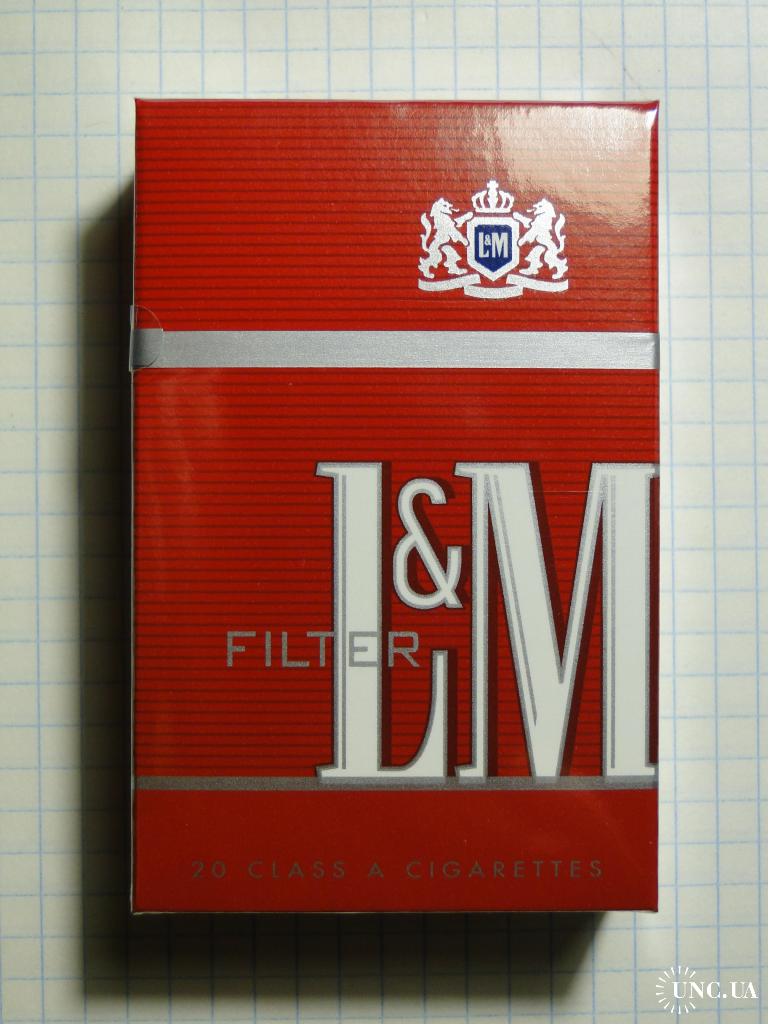 L&M
L&M
FILTER
20 CLASS A CIGARETTES
UNC.UA